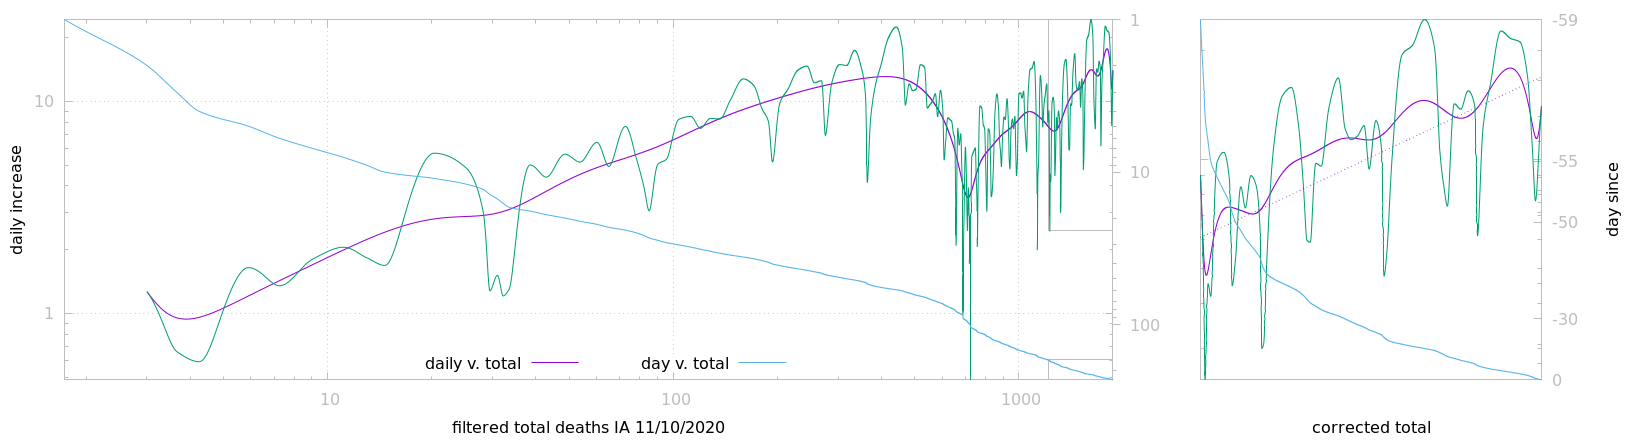 daily increase
10
1
daily v. total
day v. total
10
100
1000
filtered total deaths IA 11/10/2020
1
10
100
-59
-55
-50
-30
0
day since
corrected total